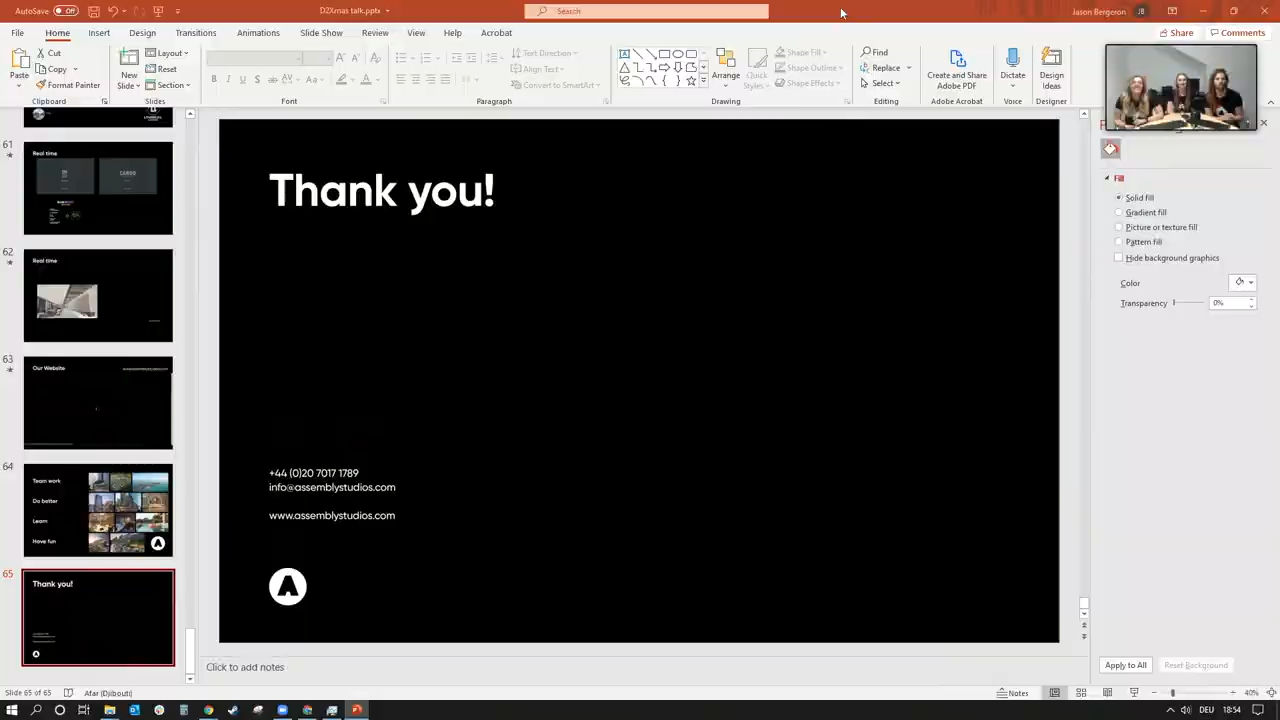 AutoSave
Off
D2Xmas talk.pptx
Search
Jason Bergeron
JB
File
Home
Insert
Design
Transitions
Animations
Slide Show
Review
View
Help
Acrobat
Share
Comments
Paste
Cut
Copy
Format Painter
Clipboard
New
Slide
Layout
Reset
Section
Slides
Font
Text Direction
Align Text
Convert to SmartArt
Paragraph
Arrange
Quick
Styles
Shape Fill
Shape Outline
Shape Effects
Drawing
Find
Replace
Select
Editing
Create and Share
Adobe PDF
Adobe Acrobat
Dictate
Voice
Design
Ideas
Designer
61
Real time
CARGO
62
Real time
63
Our Website
64
Team work
Do better
Learn
Have fun
65
Thank you!
Thank you!
+44 (0)20 7017 1789
info@assemblystudios.com
www.assemblystudios.com
Fill
Solid fill
Gradient fill
Picture or texture fill
Pattern fill
Hide background graphics
Color
Transparency
0%
Apply to All
Reset Background
Click to add notes
Slide 65 of 65
Afar (Djibouti)
Notes
40%
DEU
18:54